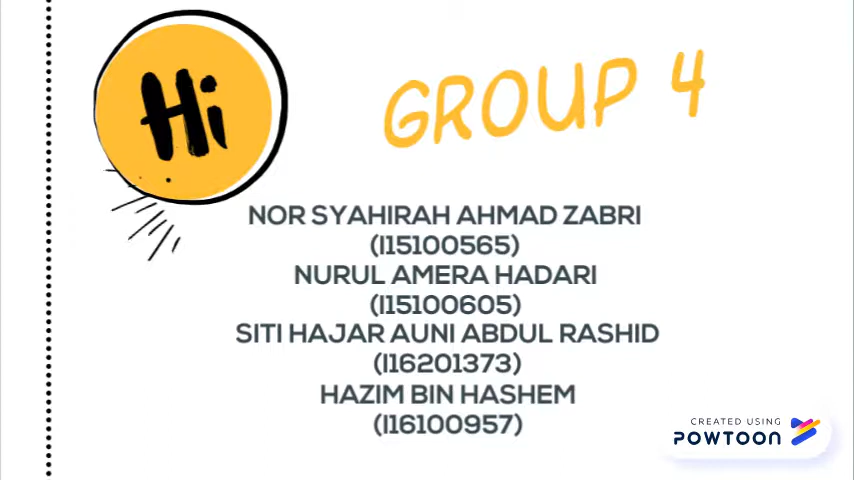 Hi
GROUP 4
NOR SYAHIRAH AHMAD ZABRI
(I15100565)
NURUL AMERA HADARI
(I15100605)
SITI HAJAR AUNI ABDUL RASHID
(I16201373)
HAZIM BIN HASHEM
(I16100957)
CREATED USING
POWTOON